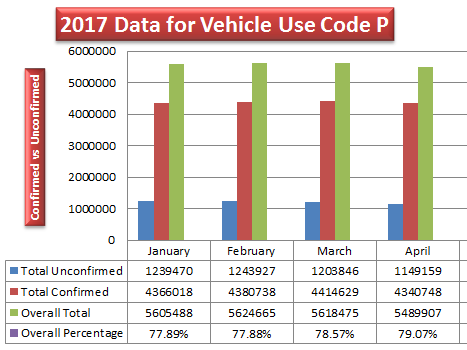 2017 Data for Vehicle Use Code P
Confirmed vs Unconfirmed
6000000
5000000
4000000
3000000
2000000
1000000
0
January February March April
Total Unconfirmed 1239470 1243927 1203846 1149159
Total Confirmed 4366018 4380738 4414629 4340748
Overall Total 5605488 5624665 5618475 5489907
Overall Percentage 77.89% 77.88% 78.57% 79.07%